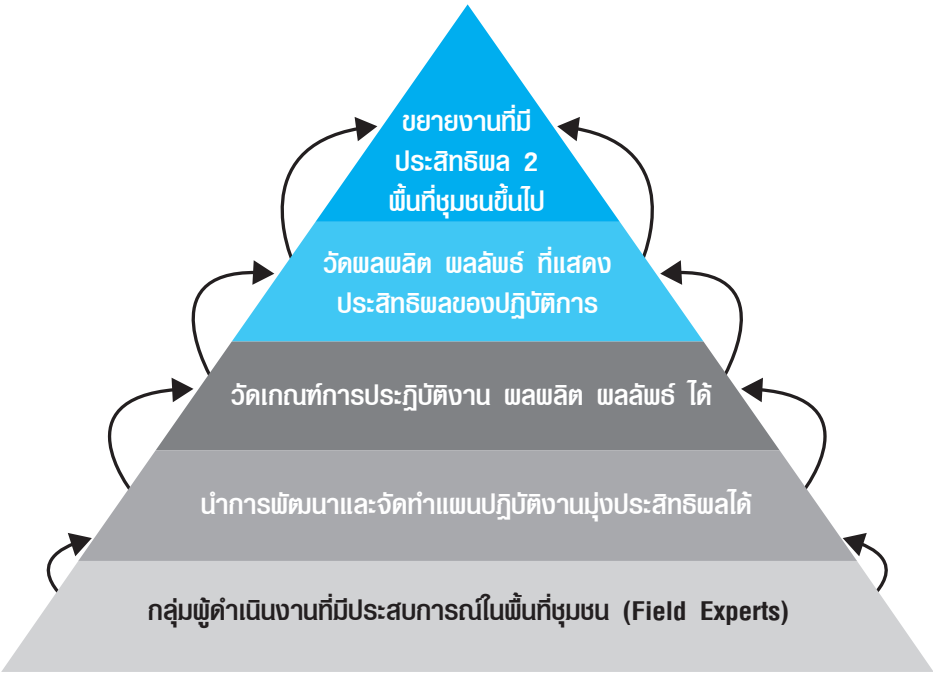 ขยายงานที่มี
ประสิทธิผล 2
พื้นที่ชุมชนขึ้นไป
วัดผลผลิต ผลลัพธ์ ที่แสดง
ประสิทธิผลของปฏิบัติการ
วัดเกณฑ์การประฏิบัติงาน ผลผลิต ผลลัพธ์ ได้
นำการพัฒนาและจัดทำแผนปฏิบัติงานมุ่งประสิทธิผลได้
กลุ่มผู้ดำเนินงานที่มีประสบการณ์ในพื้นที่ชุมชน (Field Experts)